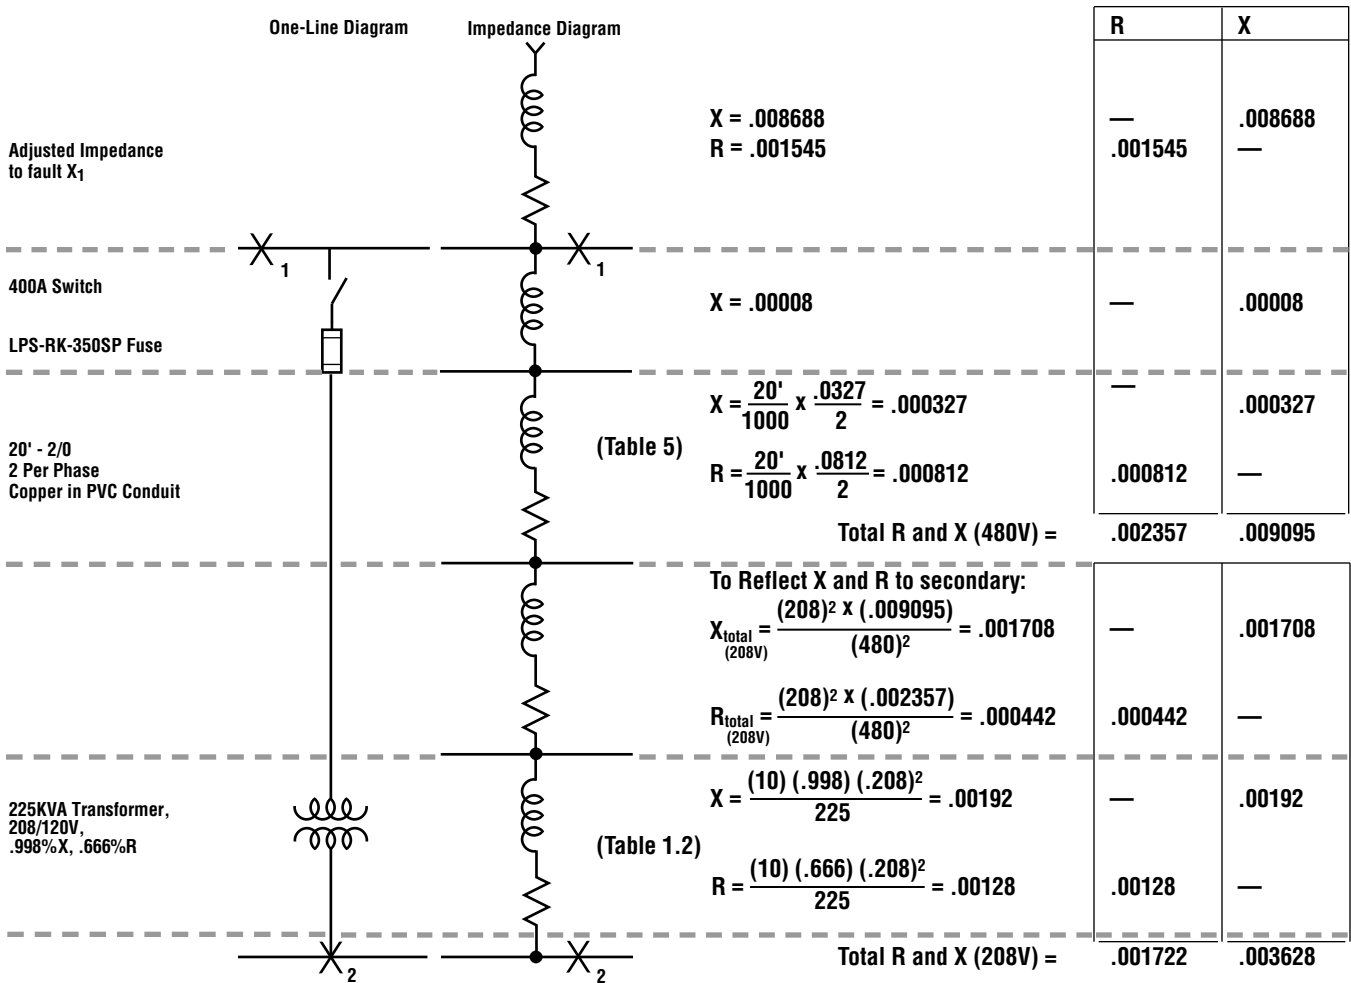 One-Line Diagram
Impedance Diagram
R X
Adjusted Impedance
to fault X1
X = .008688 — .008688
R = .001545 .001545 —
1
1
400A Switch
LPS-RK-350SP Fuse
X = .00008 — .00008
20' - 2/0
2 Per Phase
Copper in PVC Conduit
(Table 5)
X = 20'/1000 x .0327/2 = .000327 — .000327
R = 20'/1000 x .0812/2 = .000812 .000812 —
Total R and X (480V) = .002357 .009095
To Reflect X and R to secondary:
Xtotal (208V) = (208)² x (.009095)/(480)² = .001708 — .001708
Rtotal (208V) = (208)² x (.002357)/(480)² = .000442 .000442 —
225KVA Transformer,
208/120V,
.998%X, .666%R
(Table 1.2)
X = (10) (.998) (.208)²/225 = .00192 — .00192
R = (10) (.666) (.208)²/225 = .00128 .00128 —
2
2
Total R and X (208V) = .001722 .003628